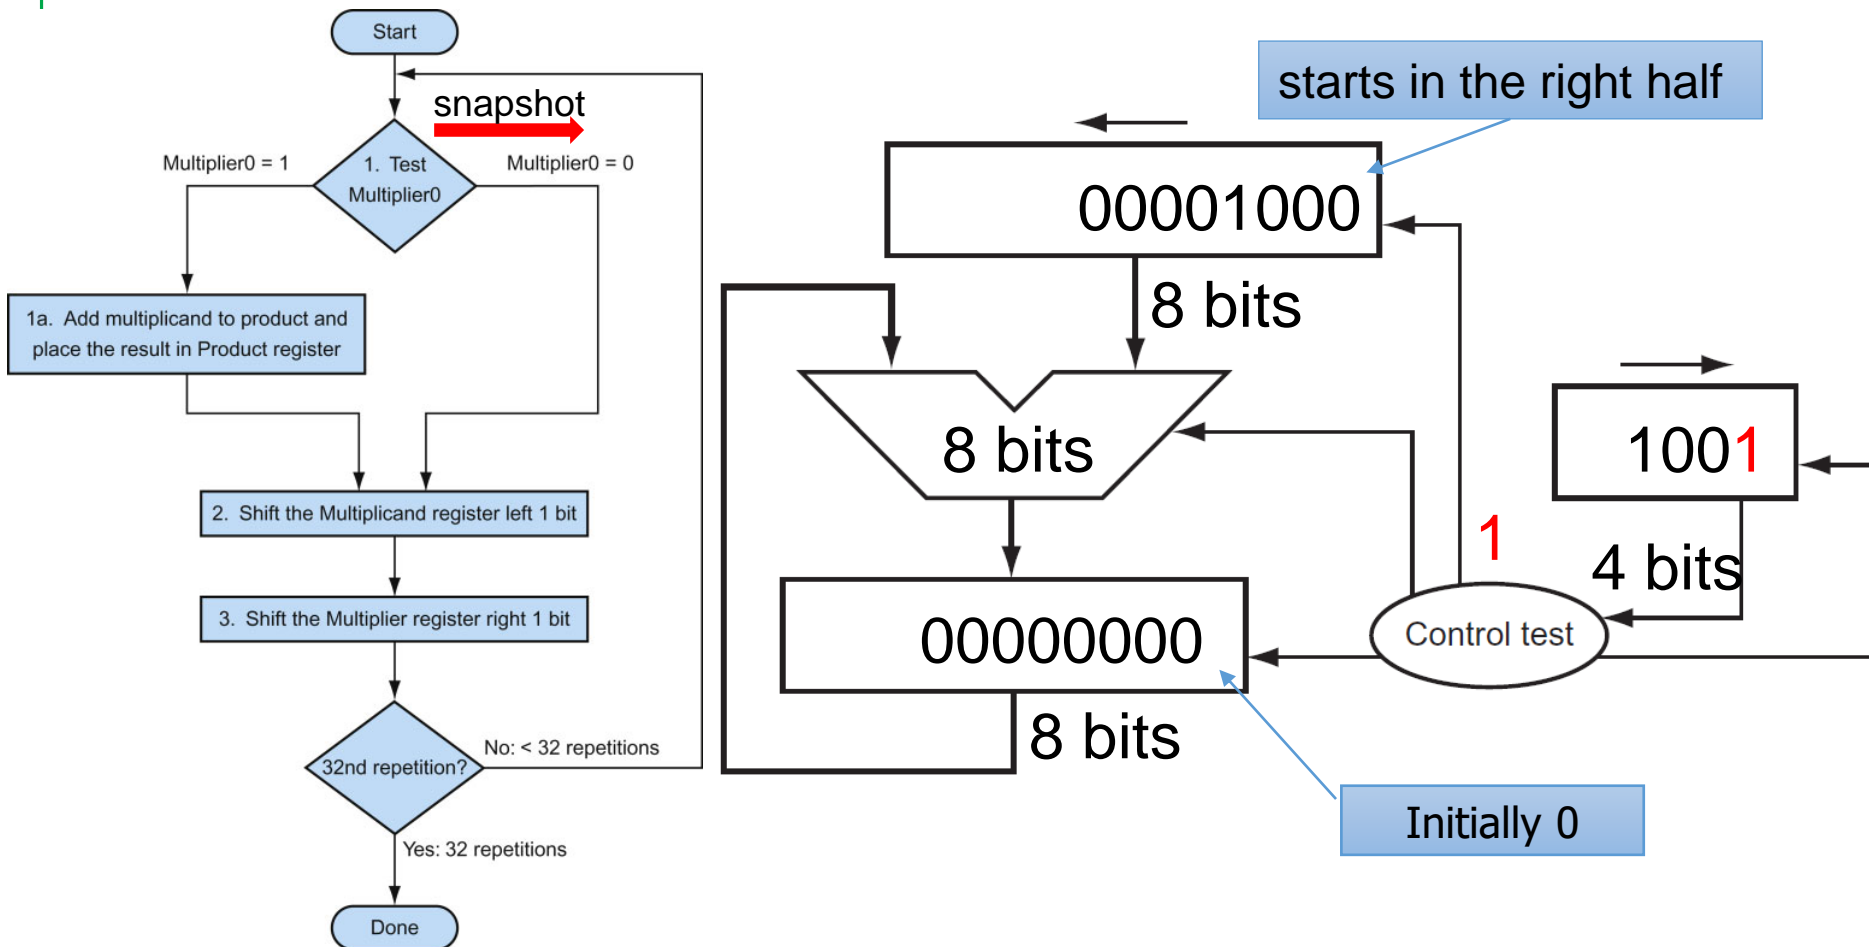 Start
snapshot
Multiplier0 = 1
1. Test
Multiplier0
Multiplier0 = 0
1a. Add multiplicand to product and
place the result in Product register
2. Shift the Multiplicand register left 1 bit
3. Shift the Multiplier register right 1 bit
32nd repetition?
No: < 32 repetitions
Yes: 32 repetitions
Done
starts in the right half
00001000
8 bits
8 bits
1001
1
4 bits
Control test
00000000
8 bits
Initially 0